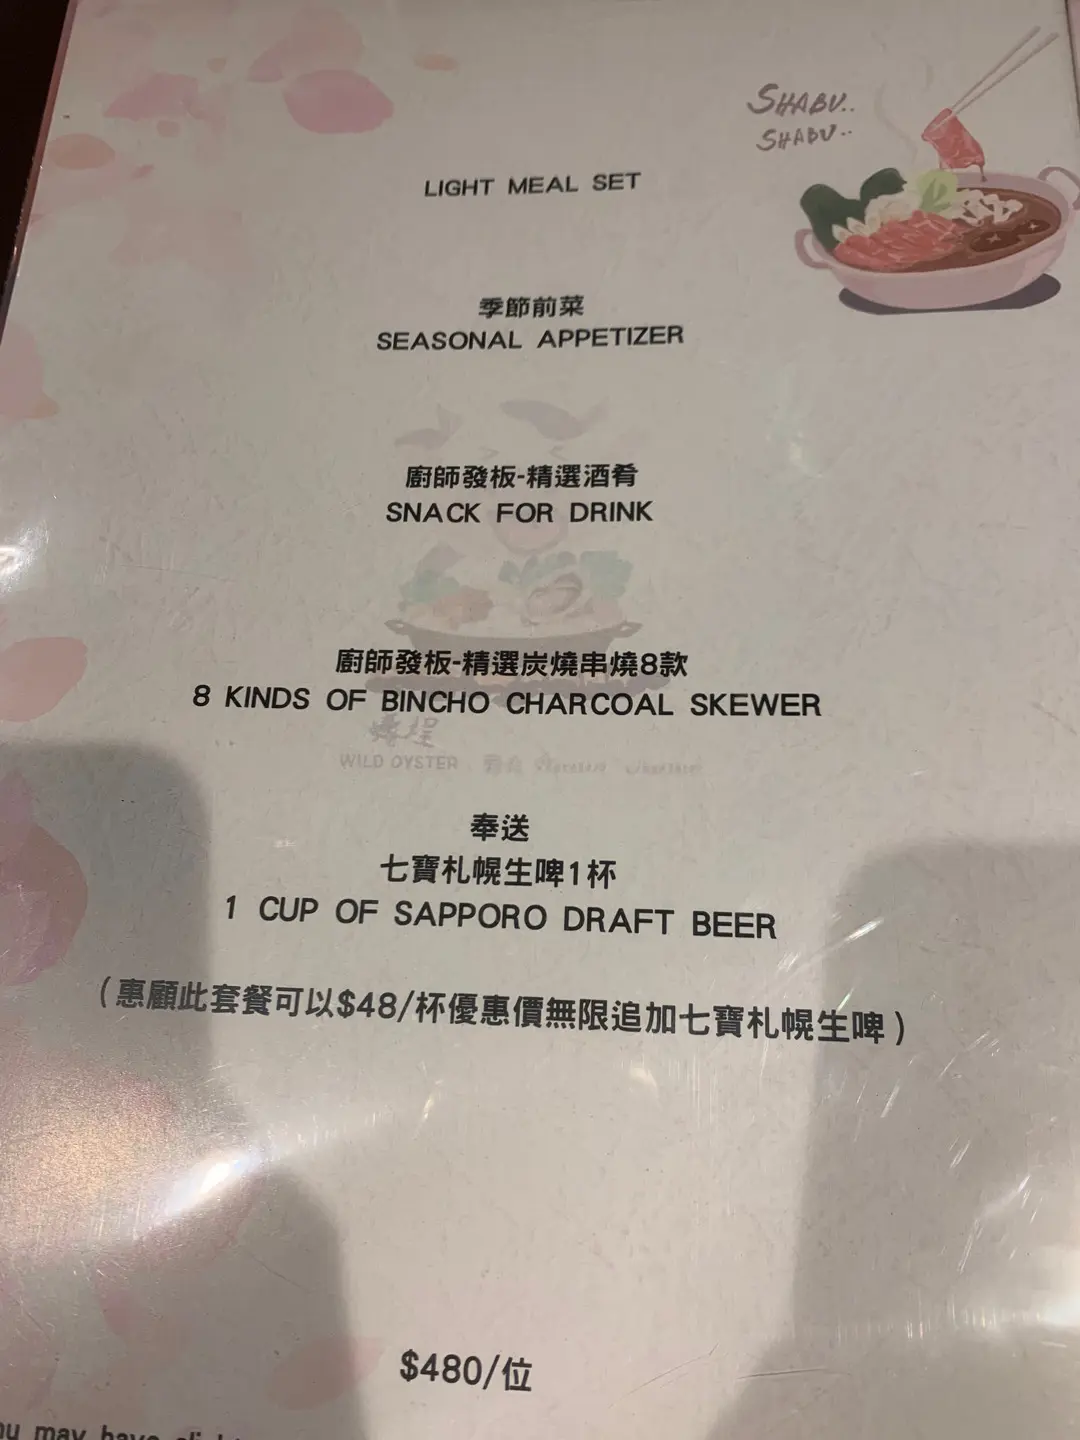 SHABU..
SHABU..
LIGHT MEAL SET
季節前菜
SEASONAL APPETIZER
廚師發板-精選酒肴
SNACK FOR DRINK
廚師發板-精選炭燒串燒8款
8 KINDS OF BINCHO CHARCOAL SKEWER
WILD OYSTER
奉送
七寶札幌生啤1杯
1 CUP OF SAPPORO DRAFT BEER
(惠顧此套餐可以$48/杯優惠價無限追加七寶札幌生啤)
$480/位
may have